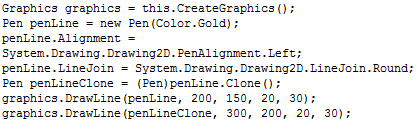 Graphics graphics = this.CreateGraphics();
Pen penLine = new Pen(Color.Gold);
penLine.Alignment =
System.Drawing.Drawing2D.PenAlignment.Left;
penLine.LineJoin = System.Drawing.Drawing2D.LineJoin.Round;
Pen penLineClone = (Pen)penLine.Clone();
graphics.DrawLine(penLine, 200, 150, 20, 30);
graphics.DrawLine(penLineClone, 300, 200, 20, 30);